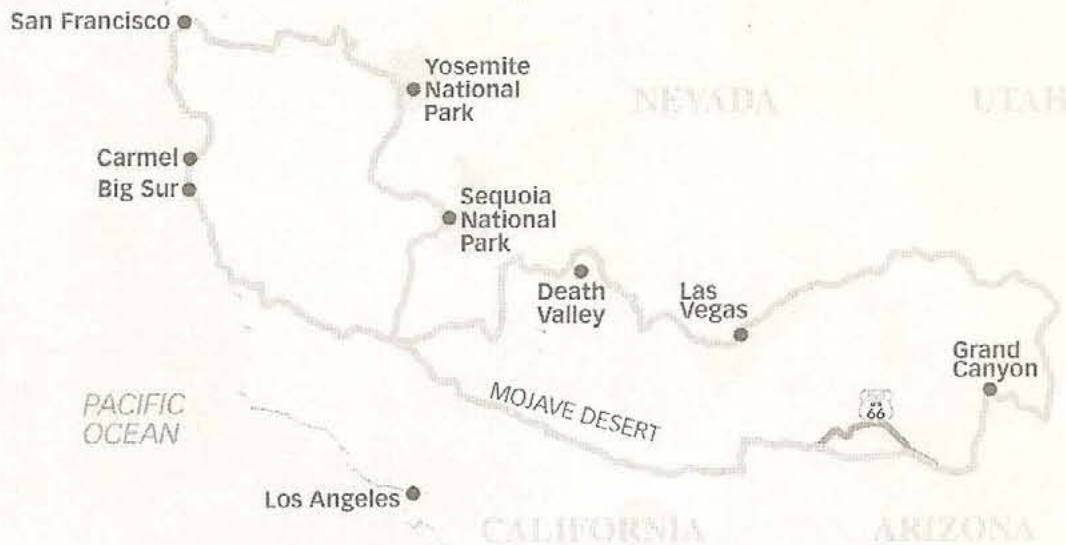 San Francisco
Yosemite
National
Park
NEVADA
UTAH
Carmel
Big Sur
Sequoia
National
Park
Death
Valley
Las
Vegas
Grand
Canyon
MOJAVE DESERT
US
66
PACIFIC
OCEAN
Los Angeles
CALIFORNIA
ARIZONA